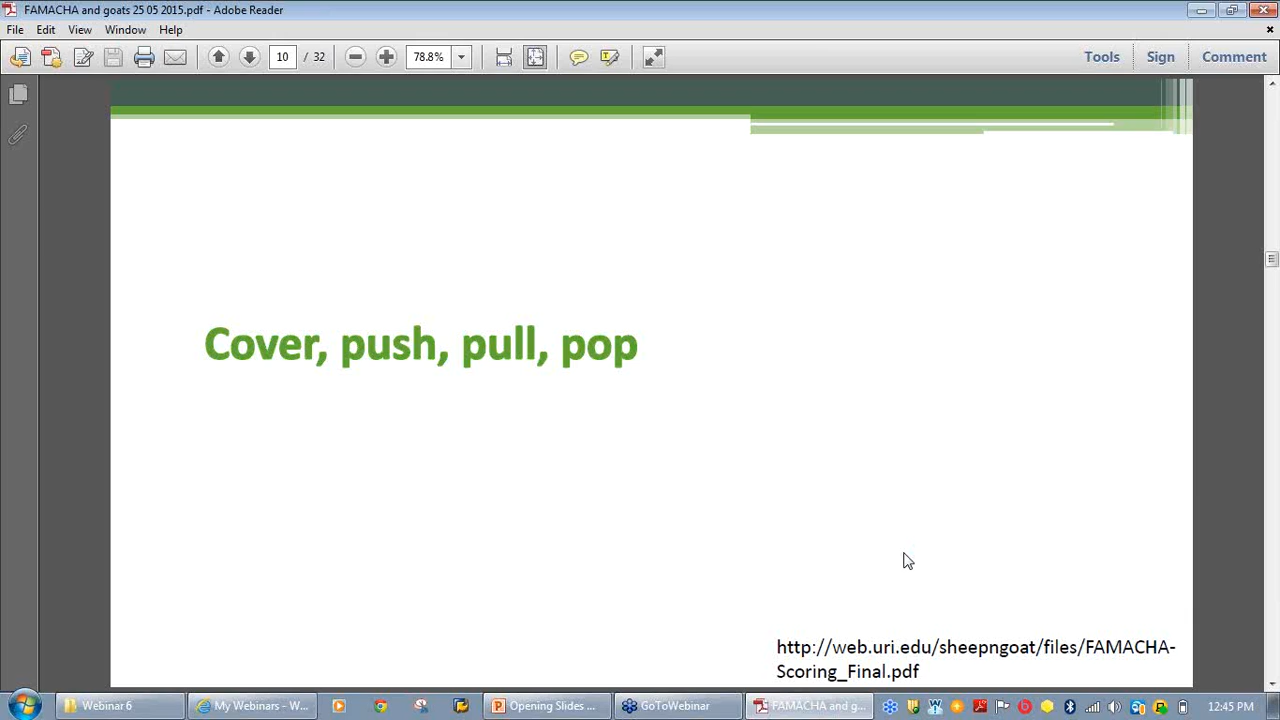 FAMACHA and goats 25 05 2015.pdf - Adobe Reader
File Edit View Window Help
10 / 32 78.8% Tools Sign Comment
Cover, push, pull, pop
http://web.uri.edu/sheepngoat/files/FAMACHA-
Scoring_Final.pdf
Webinar6 My Webinars - W... Opening Slides ... GoToWebinar FAMACHA and g... 12:45 PM